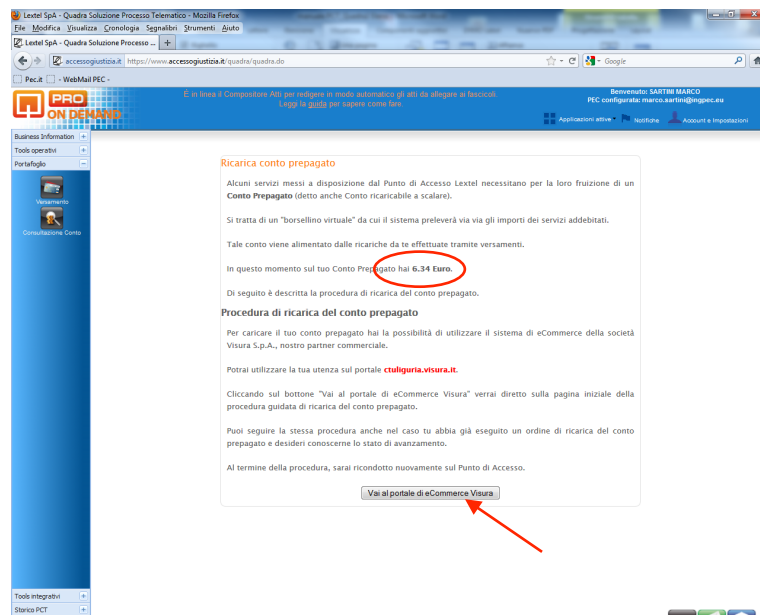 Lextel SpA - Quadra Soluzione Processo Telematico - Mozilla Firefox
File Modifica Visualizza Cronologia Segnalibri Strumenti Aiuto
Lextel SpA - Quadra Soluzione Processo ... +
accessogiustizia.it https://www.accessogiustizia.it/quadra/quadra.do
Google
Pec.it - WebMail PEC -
PRO
ON DEMAND
È in linea il Compositore Atti per redigere in modo automatico gli atti da allegare ai fascicoli.
Leggi la guida per sapere come fare
Benvenuto: SARTINI MARCO
PEC configurata: marco.sartini@ingpec.eu
Applicazioni attive Notifiche Account e Impostazioni
Business Information
Tools operativi
Portafoglio
Versamento
Consultazione Conto
Ricarica conto prepagato
Alcuni servizi messi a disposizione dal Punto di Accesso Lextel necessitano per la loro fruizione di un
Conto Prepagato (detto anche Conto ricaricabile a scalare).
Si tratta di un "borsellino virtuale" da cui il sistema preleverà via via gli importi dei servizi addebitati.
Tale conto viene alimentato dalle ricariche da te effettuate tramite versamenti.
In questo momento sul tuo Conto Prepagato hai 6.34 Euro.
Di seguito è descritta la procedura di ricarica del conto prepagato.
Procedura di ricarica del conto prepagato
Per caricare il tuo conto prepagato hai la possibilità di utilizzare il sistema di eCommerce della società
Visura S.p.A., nostro partner commerciale.
Potrai utilizzare la tua utenza sul portale ctuliguria.visura.it.
Cliccando sul bottone "Vai al portale di eCommerce Visura" verrai diretto sulla pagina iniziale della
procedura guidata di ricarica del conto prepagato.
Puoi seguire la stessa procedura anche nel caso tu abbia già eseguito un ordine di ricarica del conto
prepagato e desideri conoscerne lo stato di avanzamento.
Al termine della procedura, sarai ricondotto nuovamente sul Punto di Accesso.
Vai al portale di eCommerce Visura
Tools integrativi
Storico PCT